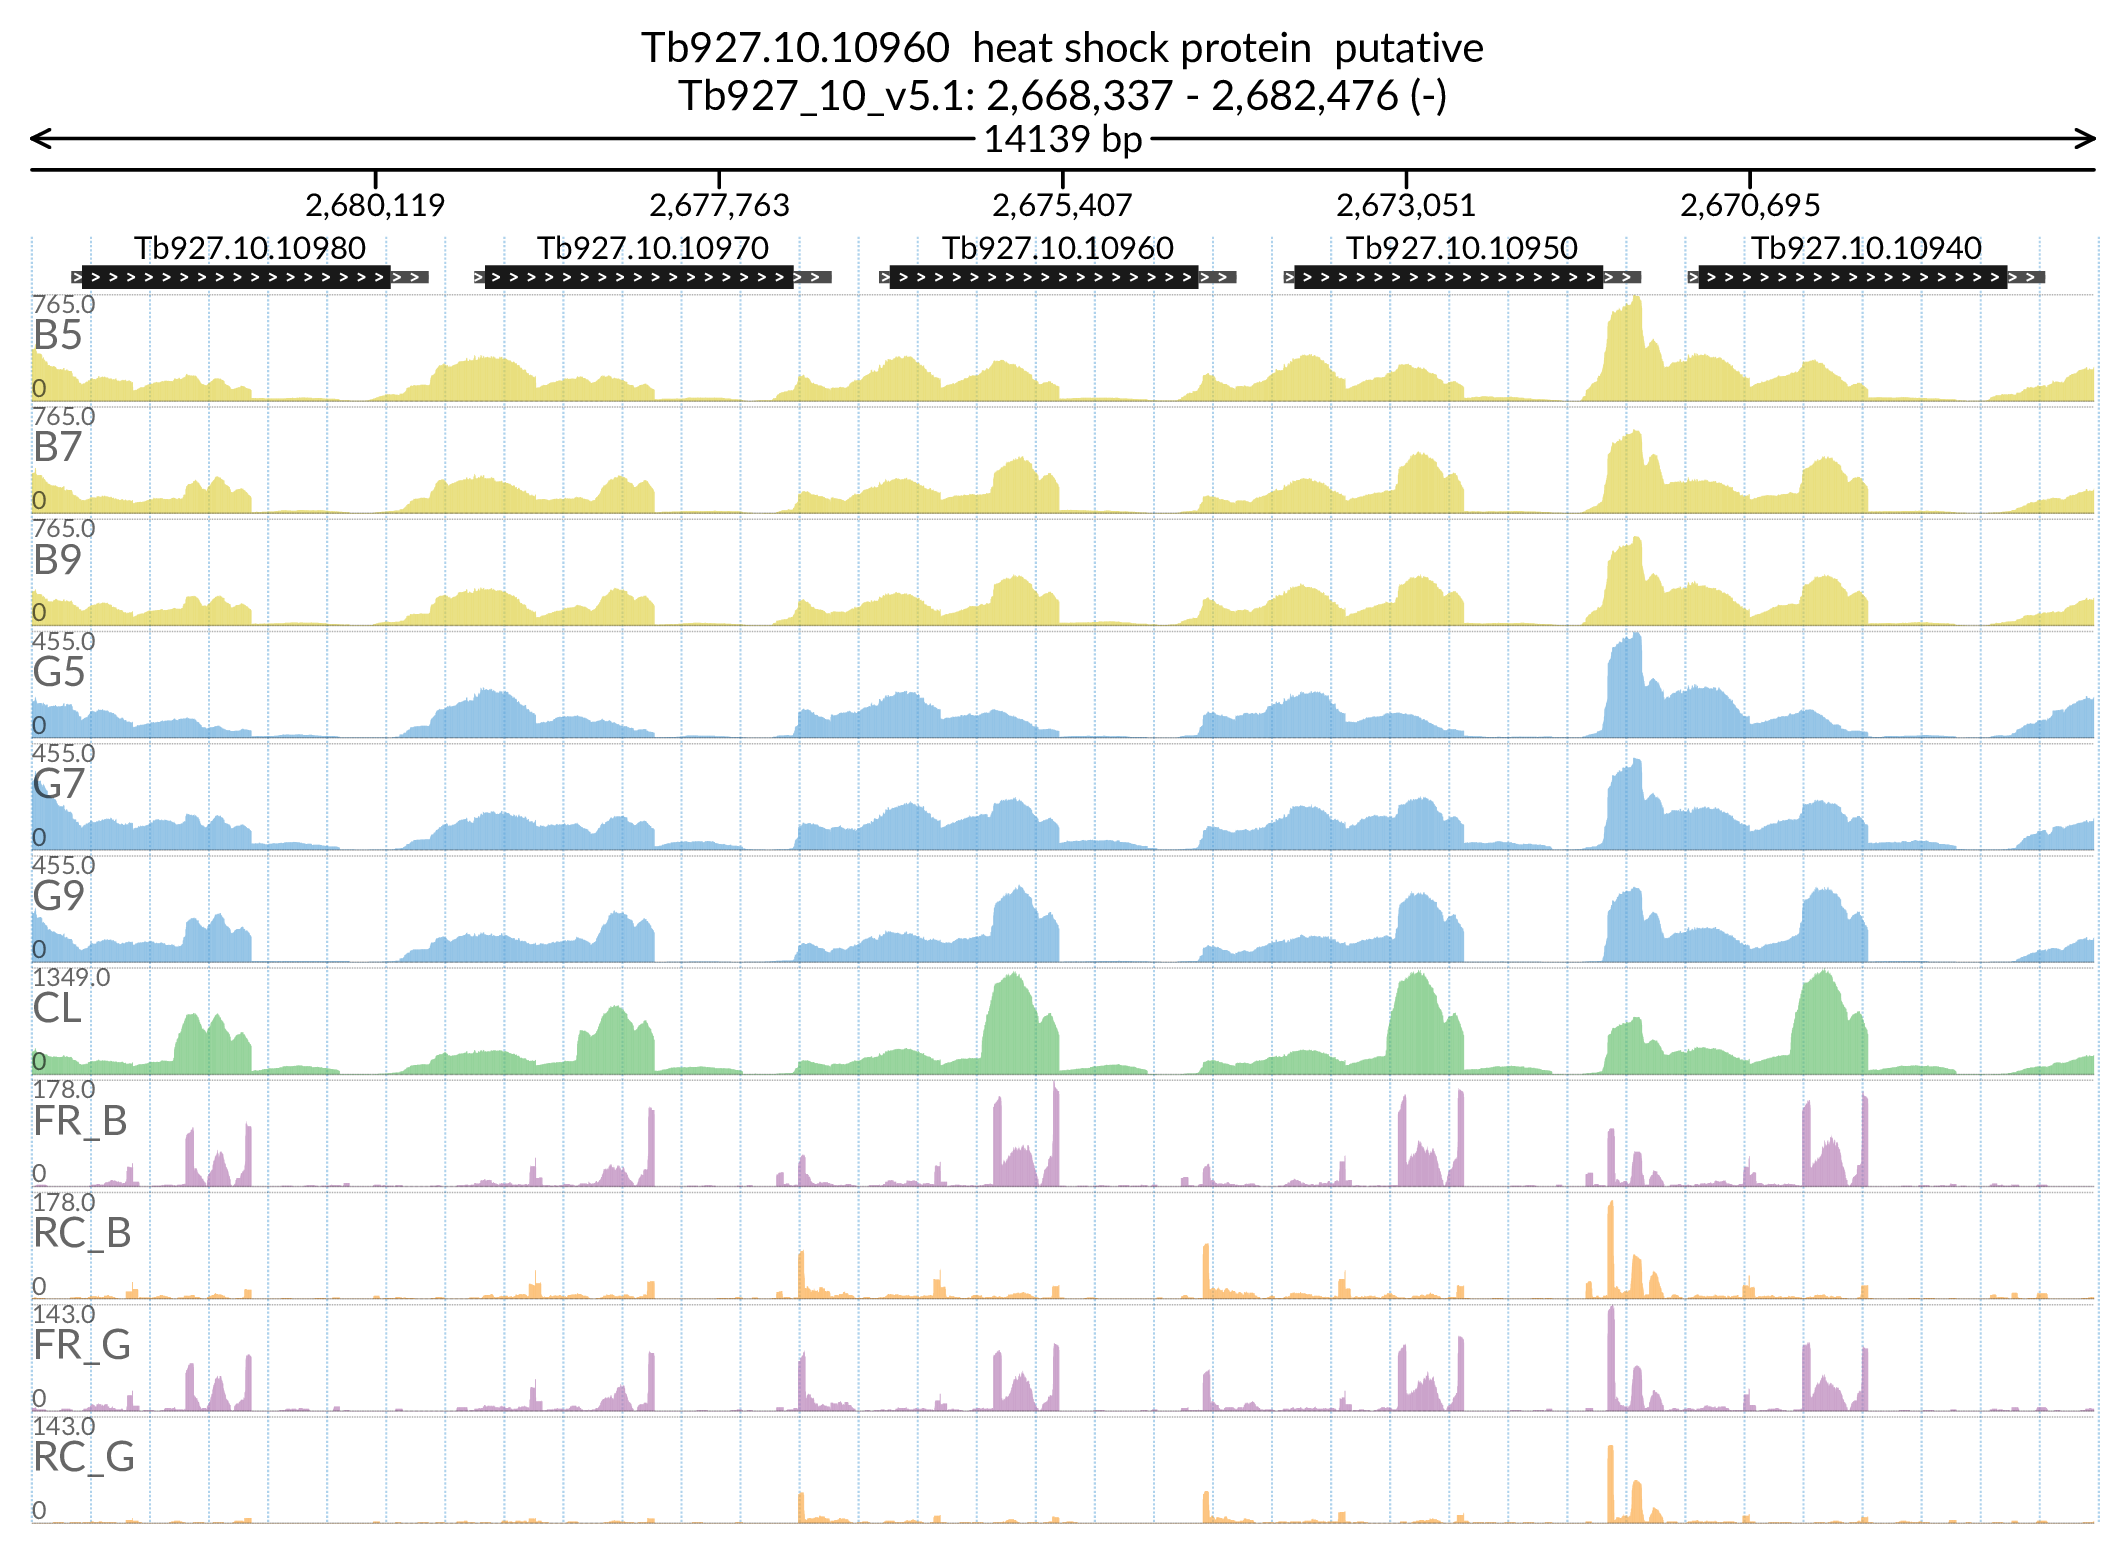 Tb927.10.10960 heat shock protein putative
Tb927_10_v5.1: 2,668,337 - 2,682,476 (-)
14139 bp
2,680,119 2,677,763 2,675,407 2,673,051 2,670,695
Tb927.10.10980 Tb927.10.10970 Tb927.10.10960 Tb927.10.10950 Tb927.10.10940
765.0
B5
0
765.0
B7
0
765.0
B9
0
455.0
G5
0
455.0
G7
0
455.0
G9
0
1349.0
CL
0
178.0
FR_B
0
178.0
RC_B
0
143.0
FR_G
0
143.0
RC_G
0